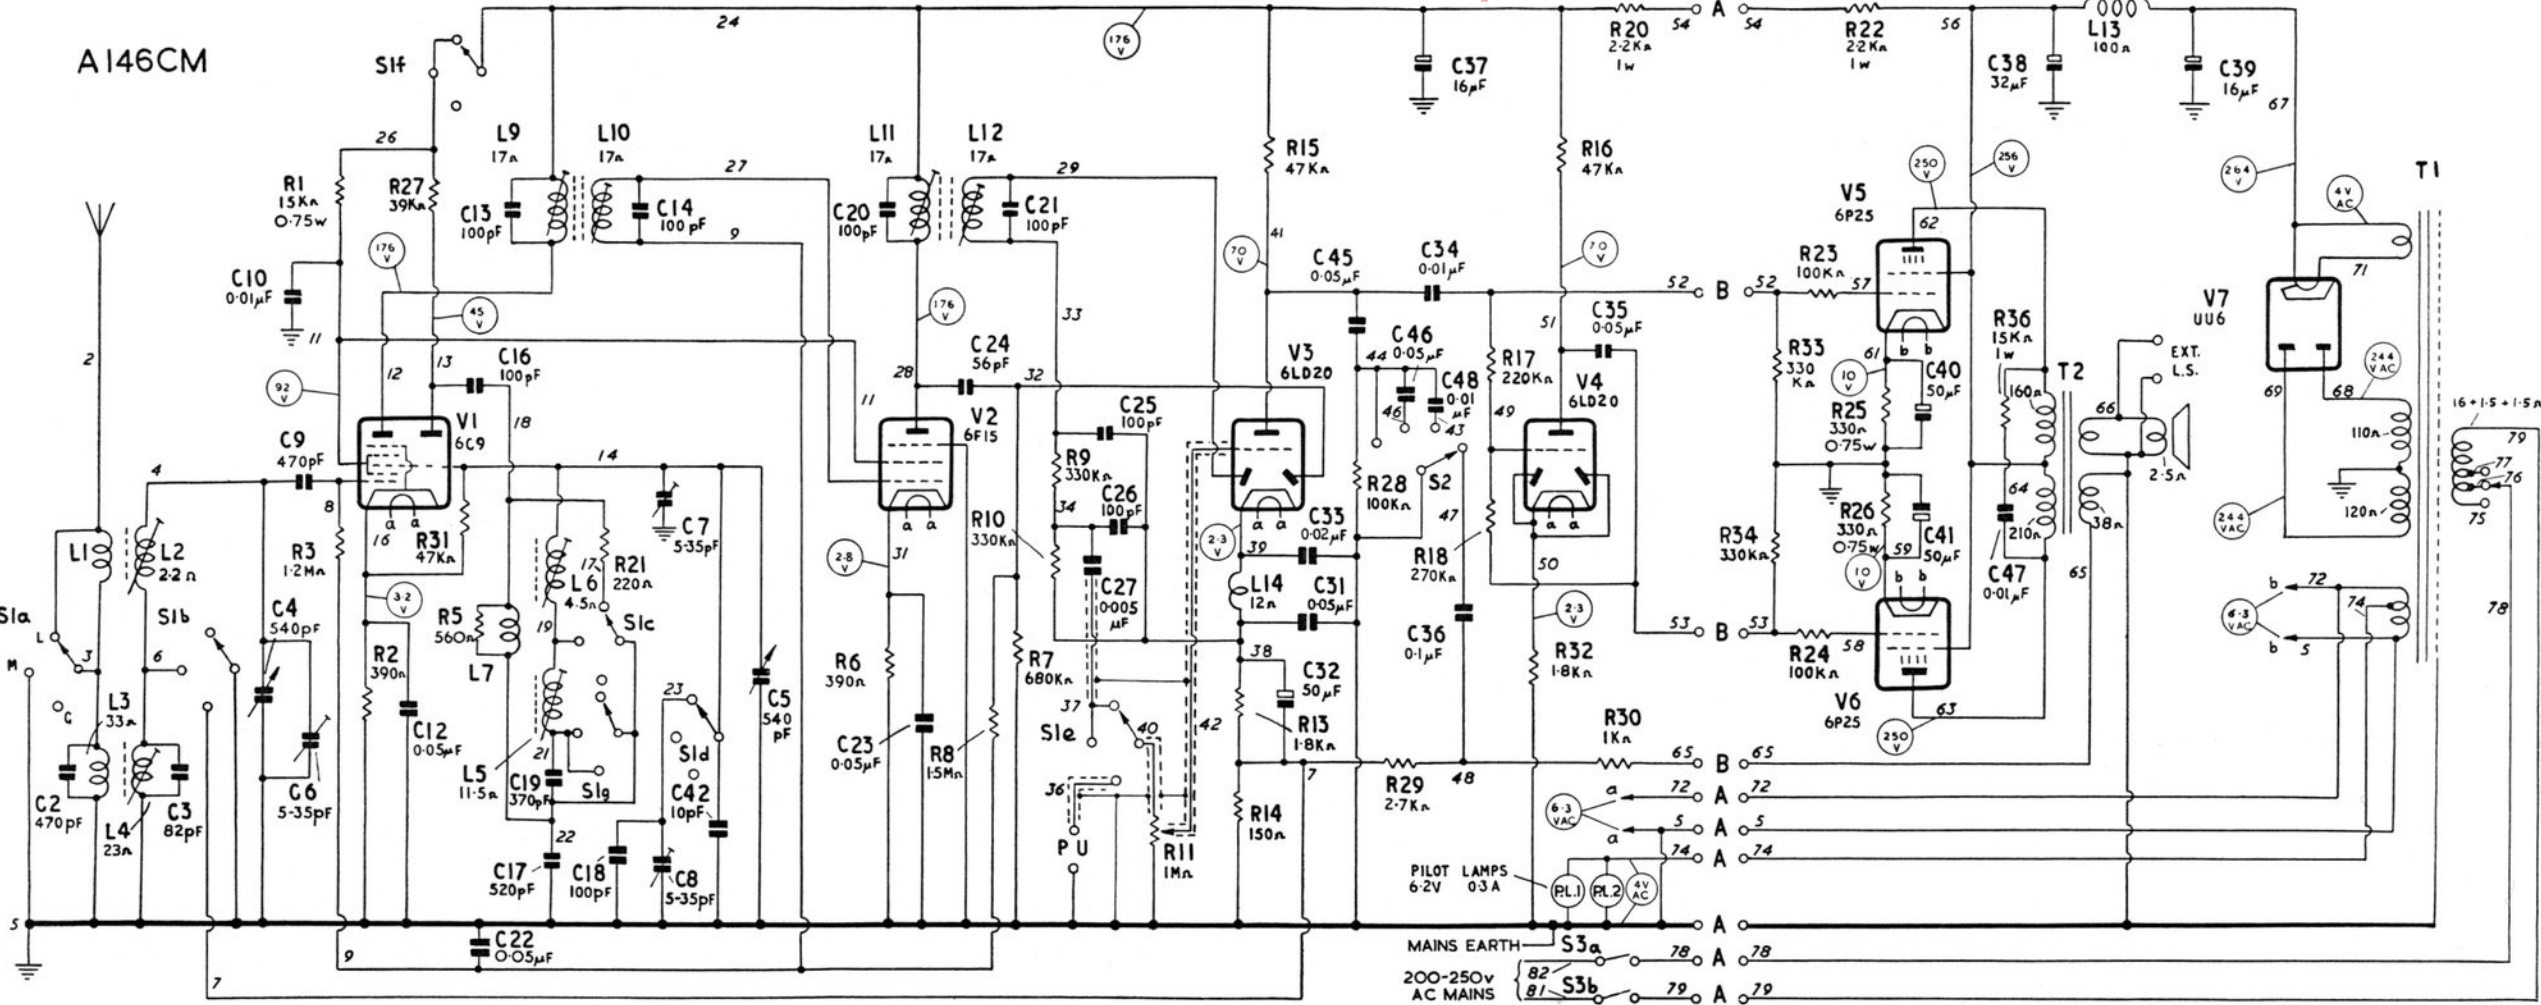 A146CM
S1f
24
176 V
R20
2·2KΩ
1w
54
A
54
R22
2·2KΩ
1w
56
L13
100Ω
C37
16µF
C38
32µF
C39
16µF
67
26
R1
15KΩ
0·75w
R27
39KΩ
L9
17Ω
L10
17Ω
27
C13
100pF
C14
100pF
9
L11
17Ω
L12
17Ω
29
C20
100pF
C21
100pF
R15
47KΩ
R16
47KΩ
250 V
256 V
V5
6P25
62
264 V
4V AC
T1
71
C10
0·01µF
176 V
45 V
11
92 V
12
13
C16
100pF
18
28
176 V
11
C24
56pF
32
33
41
70 V
C45
0·05µF
C34
0·01µF
70 V
52
B
52
R23
100KΩ
57
V7
UU6
2
V1
6C9
C9
470pF
4
8
14
V2
6F15
V3
6LD20
44
C46
0·05µF
46
C48
0·01
µF
43
R17
220KΩ
49
51
C35
0·05µF
V4
6LD20
R33
330
KΩ
61
b b
10 V
C40
50µF
R25
330Ω
0·75w
R36
15KΩ
1w
160Ω
T2
66
EXT.
L.S.
2·5Ω
69
68
244 VAC
110Ω
16 + 1·5 + 1·5Ω
79
77
76
75
C25
100pF
R9
330KΩ
34
C26
100pF
R10
330KΩ
C27
0·005
µF
R28
100KΩ
S2
47
R18
270KΩ
C33
0·02µF
39
2·3 V
L14
12Ω
C31
0·05µF
R34
330KΩ
R26
330Ω
0·75w
59
C41
50µF
10 V
b b
64
210Ω
C47
0·01µF
38Ω
65
244 VAC
120Ω
L1
L2
2·2Ω
R3
1·2MΩ
a a
16
R31
47KΩ
C7
5-35pF
3·2 V
R21
220Ω
17
L6
4·5Ω
19
S1c
R5
560Ω
L7
a a
2·8 V
31
a a
a a
50
2·3 V
C36
0·1µF
R32
1·8KΩ
53
B
53
R24
100KΩ
58
V6
6P25
63
250 V
b
72
74
6·3 VAC
b
5
78
S1a
L
M
G
3
S1b
6
C4
540pF
C6
5-35pF
R2
390Ω
C12
0·05µF
L3
33Ω
C2
470pF
L4
23Ω
C3
82pF
L5
11·5Ω
21
C19
370pF
S1g
22
C17
520pF
C18
100pF
23
S1d
C42
10pF
C8
5-35pF
C5
540
pF
R6
390Ω
C23
0·05µF
R7
680KΩ
R8
1·5MΩ
37
S1e
40
42
36
P U
R11
1MΩ
38
C32
50µF
R13
1·8KΩ
7
R14
150Ω
R29
2·7KΩ
48
R30
1KΩ
65
B
65
6·3 VAC
a
72
A
72
a
5
A
5
74
A
74
PILOT LAMPS
6·2V 0·3A
P.L.1
P.L.2
4V AC
5
A
C22
0·05µF
9
7
MAINS EARTH
S3a
78
A
78
200-250v
AC MAINS
82
81
S3b
79
A
79